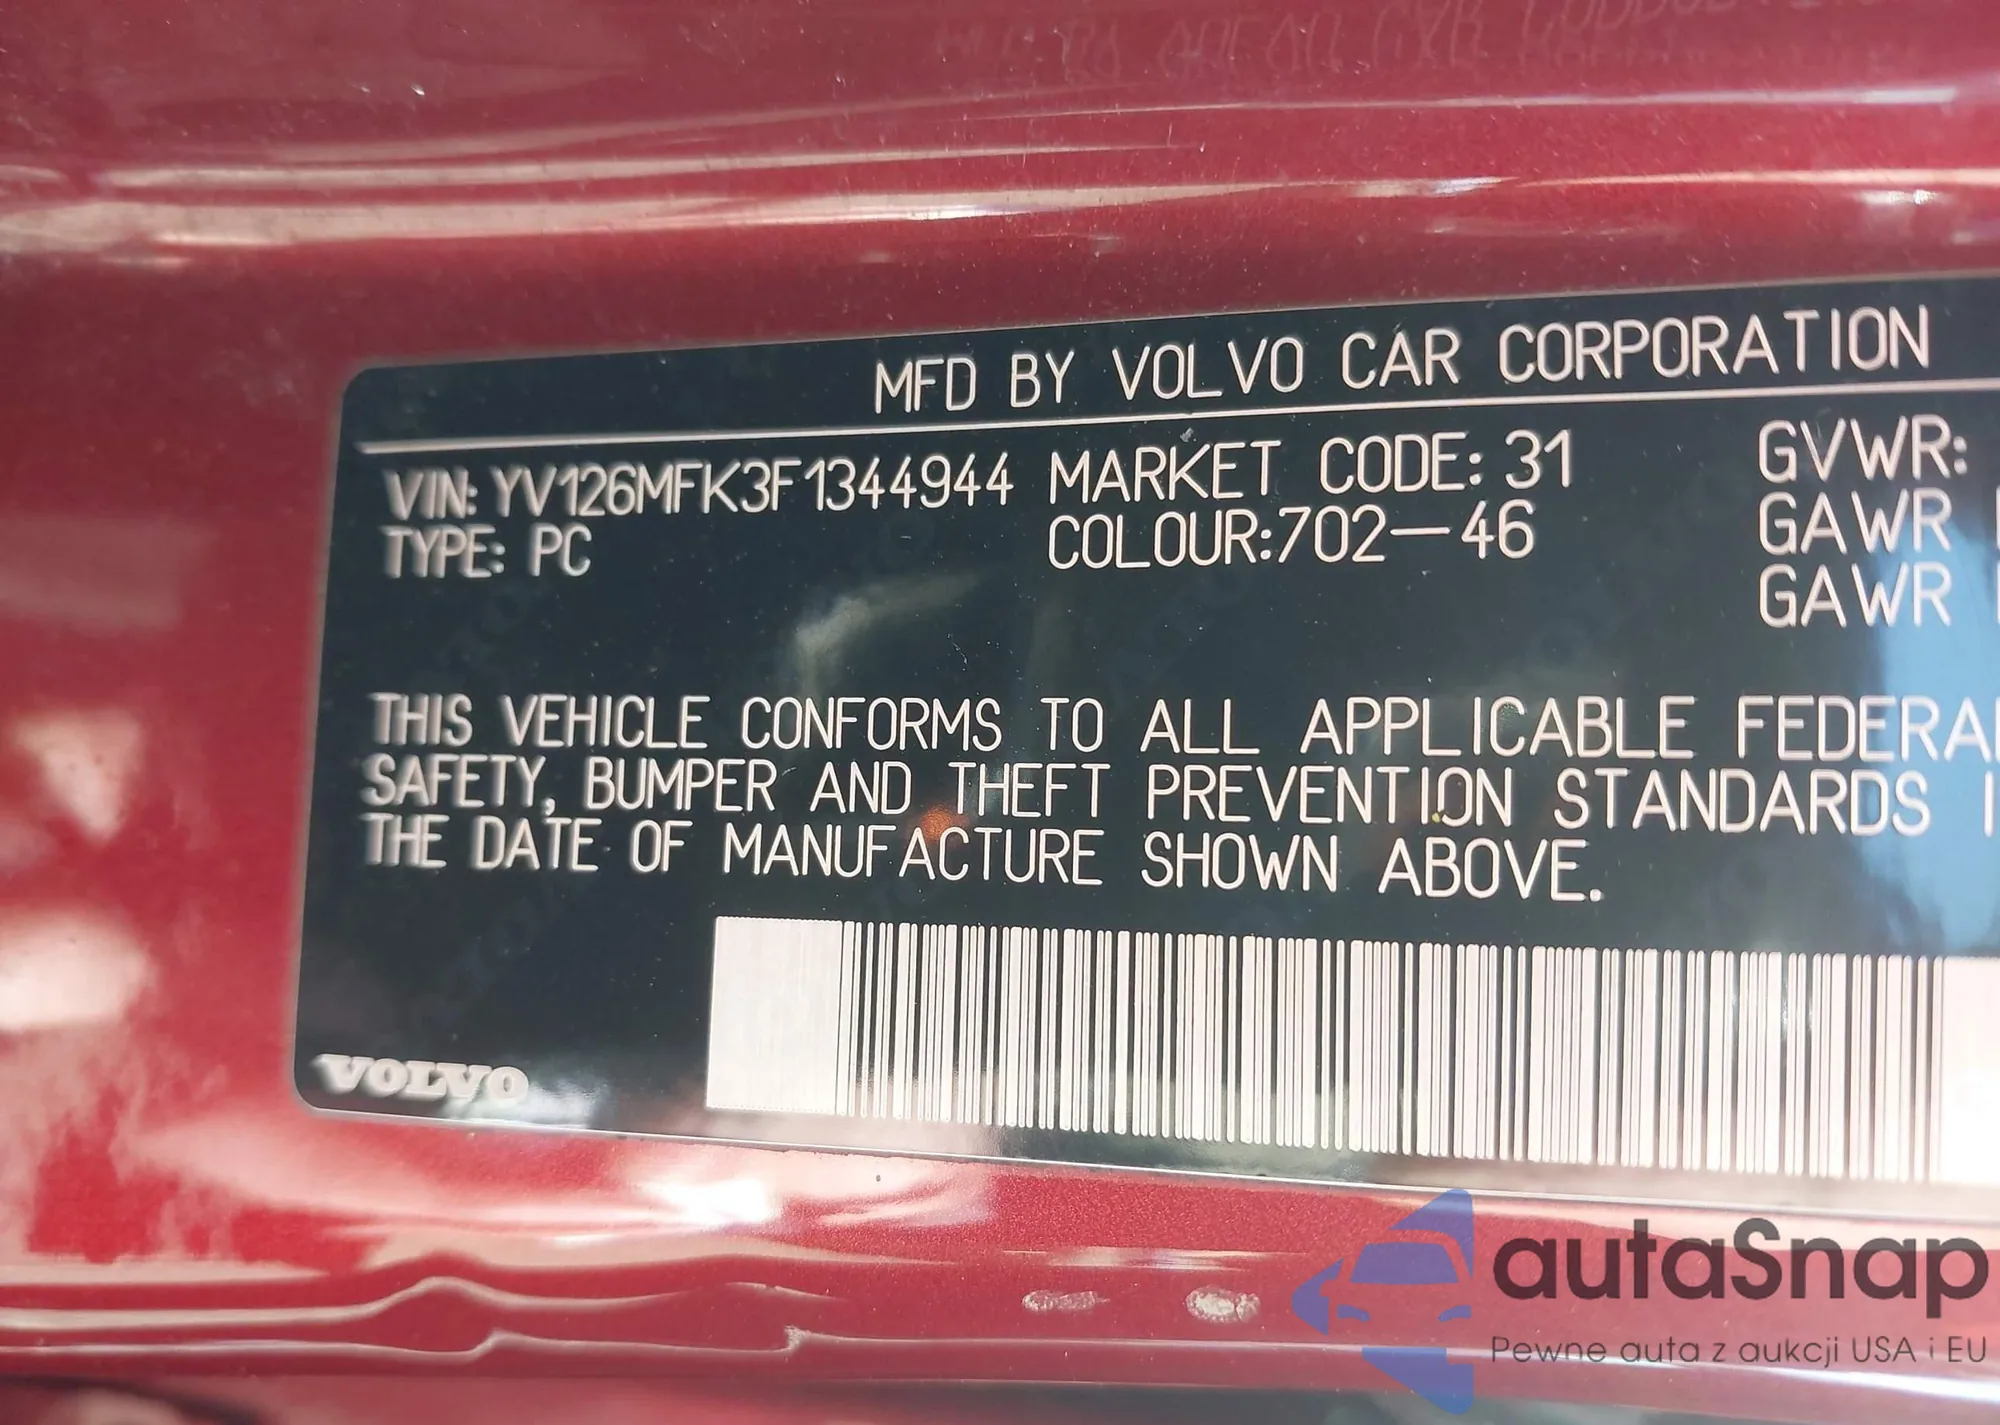 MFD BY VOLVO CAR CORPORATION
VIN: YV126MFK3F1344944 MARKET CODE: 31 GVWR:
TYPE: PC COLOUR:702-46 GAWR
GAWR
THIS VEHICLE CONFORMS TO ALL APPLICABLE FEDERAL
SAFETY, BUMPER AND THEFT PREVENTION STANDARDS
THE DATE OF MANUFACTURE SHOWN ABOVE.
VOLVO
autaSnap
Pewne auta z aukcji USA i EU